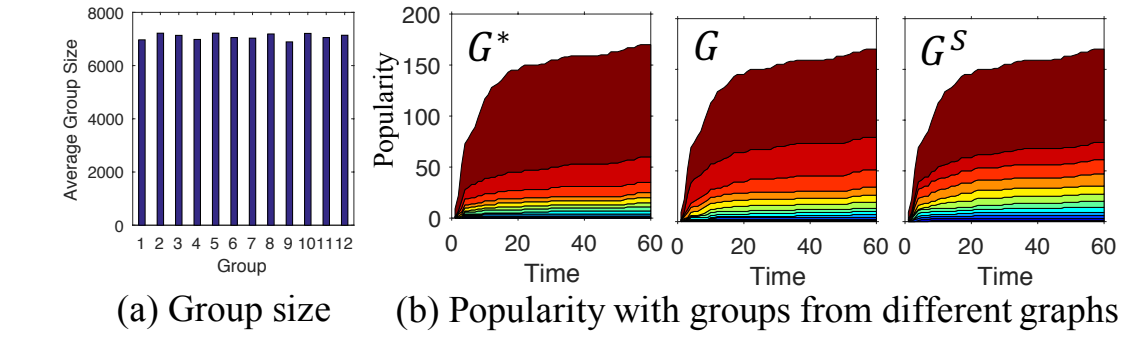 8000
6000
4000
2000
0
Average Group Size
1 2 3 4 5 6 7 8 9 10 11 12
Group
(a) Group size
200
150
100
50
0
Popularity
G*
0 20 40 60
Time
G
0 20 40 60
Time
G^S
0 20 40 60
Time
(b) Popularity with groups from different graphs